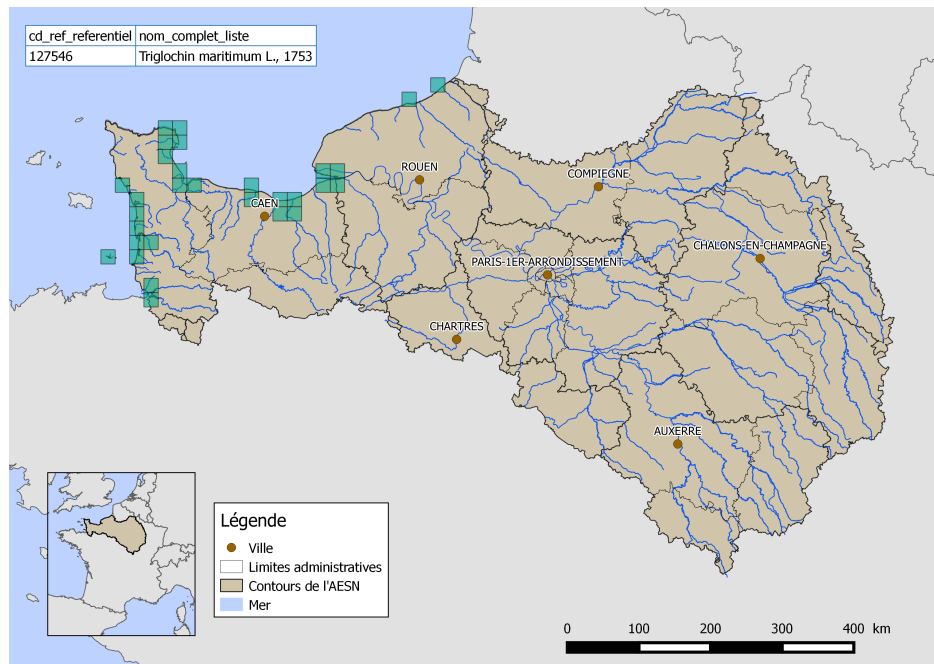 cd_ref_referentiel nom_complet_liste
127546 Triglochin maritimum L., 1753
ROUEN
COMPIEGNE
CAEN
CHALONS-EN-CHAMPAGNE
PARIS-1ER-ARRONDISSEMENT
CHARTRES
AUXERRE
Légende
Ville
Limites administratives
Contours de l'AESN
Mer
0 100 200 300 400 km